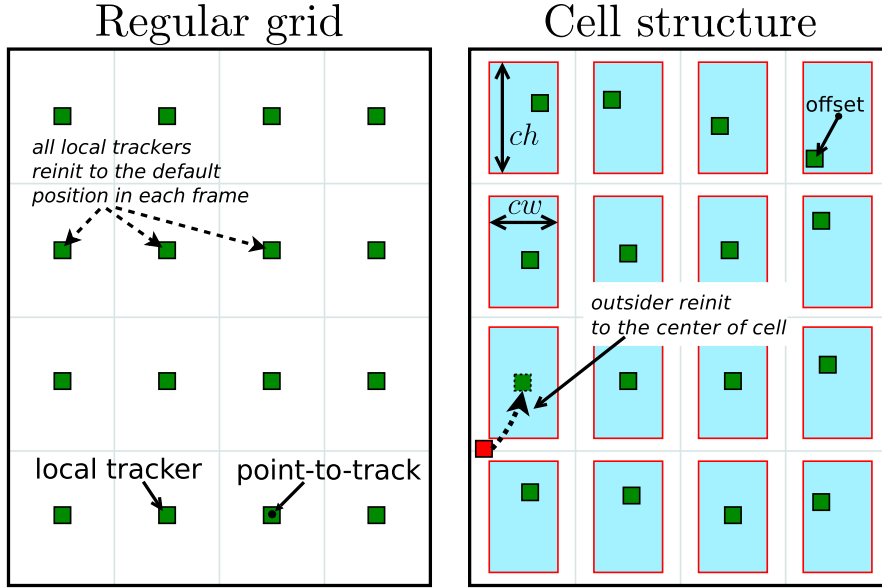 Regular grid
all local trackers
reinit to the default
position in each frame
local tracker
point-to-track
Cell structure
ch
offset
cw
outsider reinit
to the center of cell